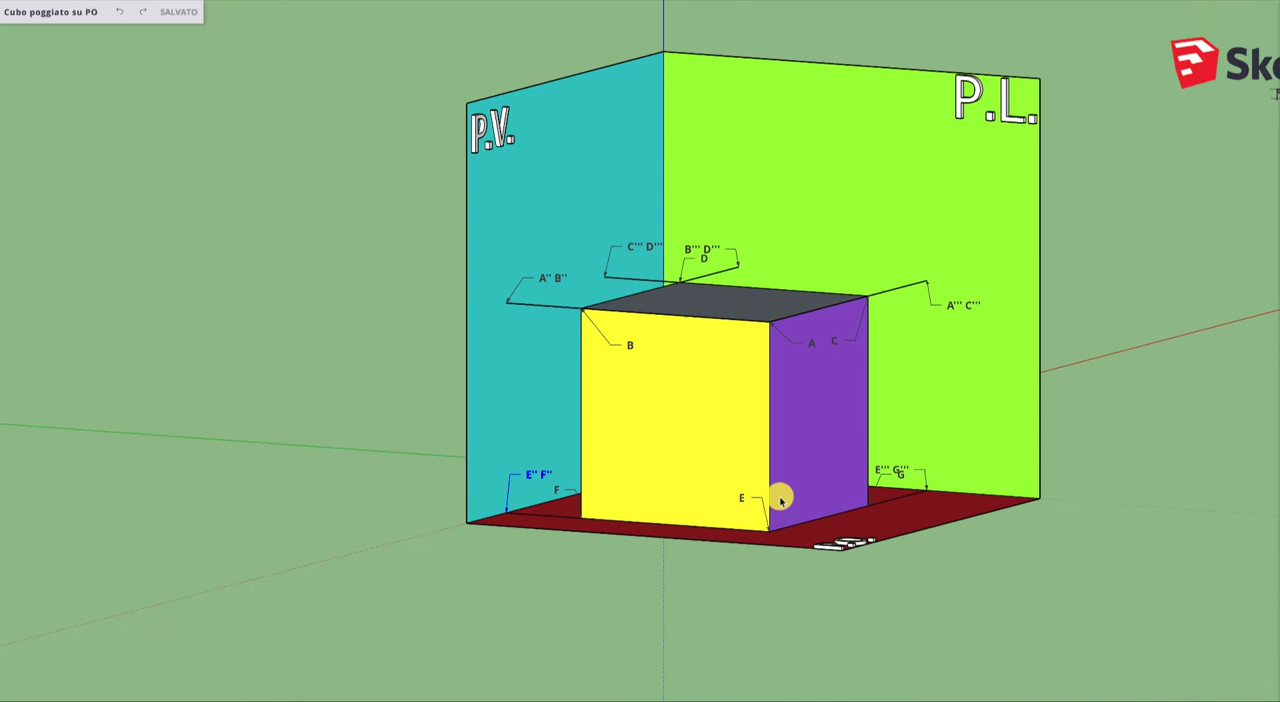 Cubo poggiato su PO
SALVATO
P.V.
P.L.
C''' D'''
B''' D'''
D
A'' B''
A''' C'''
B
A
C
E'' F''
F
E
E''' G'''
G